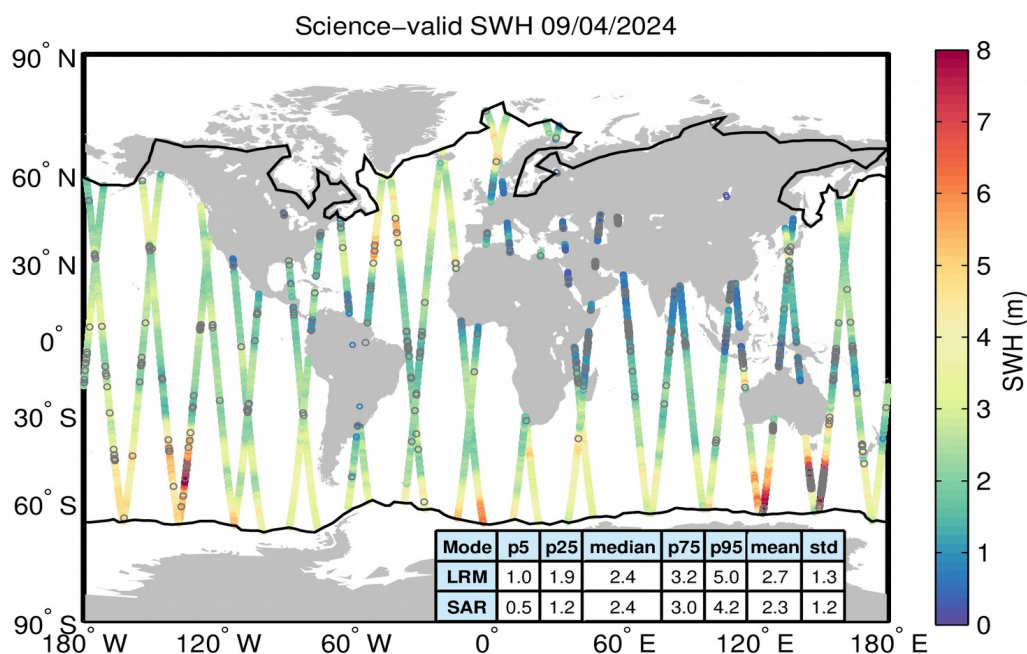 Science–valid SWH 09/04/2024
90° N
60° N
30° N
0°
30° S
60° S
90° S
180° W
120° W
60° W
0°
60° E
120° E
180° E
8
7
6
5
4
3
2
1
0
SWH (m)
Mode p5 p25 median p75 p95 mean std
LRM 1.0 1.9 2.4 3.2 5.0 2.7 1.3
SAR 0.5 1.2 2.4 3.0 4.2 2.3 1.2